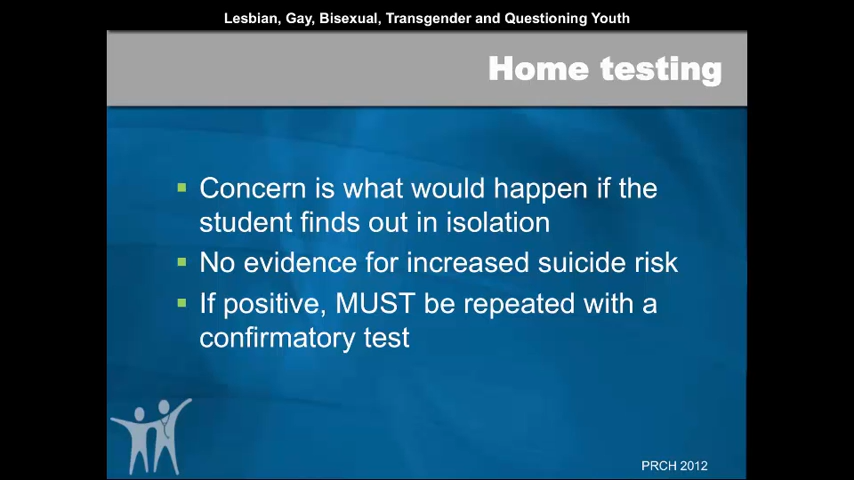 Lesbian, Gay, Bisexual, Transgender and Questioning Youth
Home testing
Concern is what would happen if the
student finds out in isolation
No evidence for increased suicide risk
If positive, MUST be repeated with a
confirmatory test
PRCH 2012